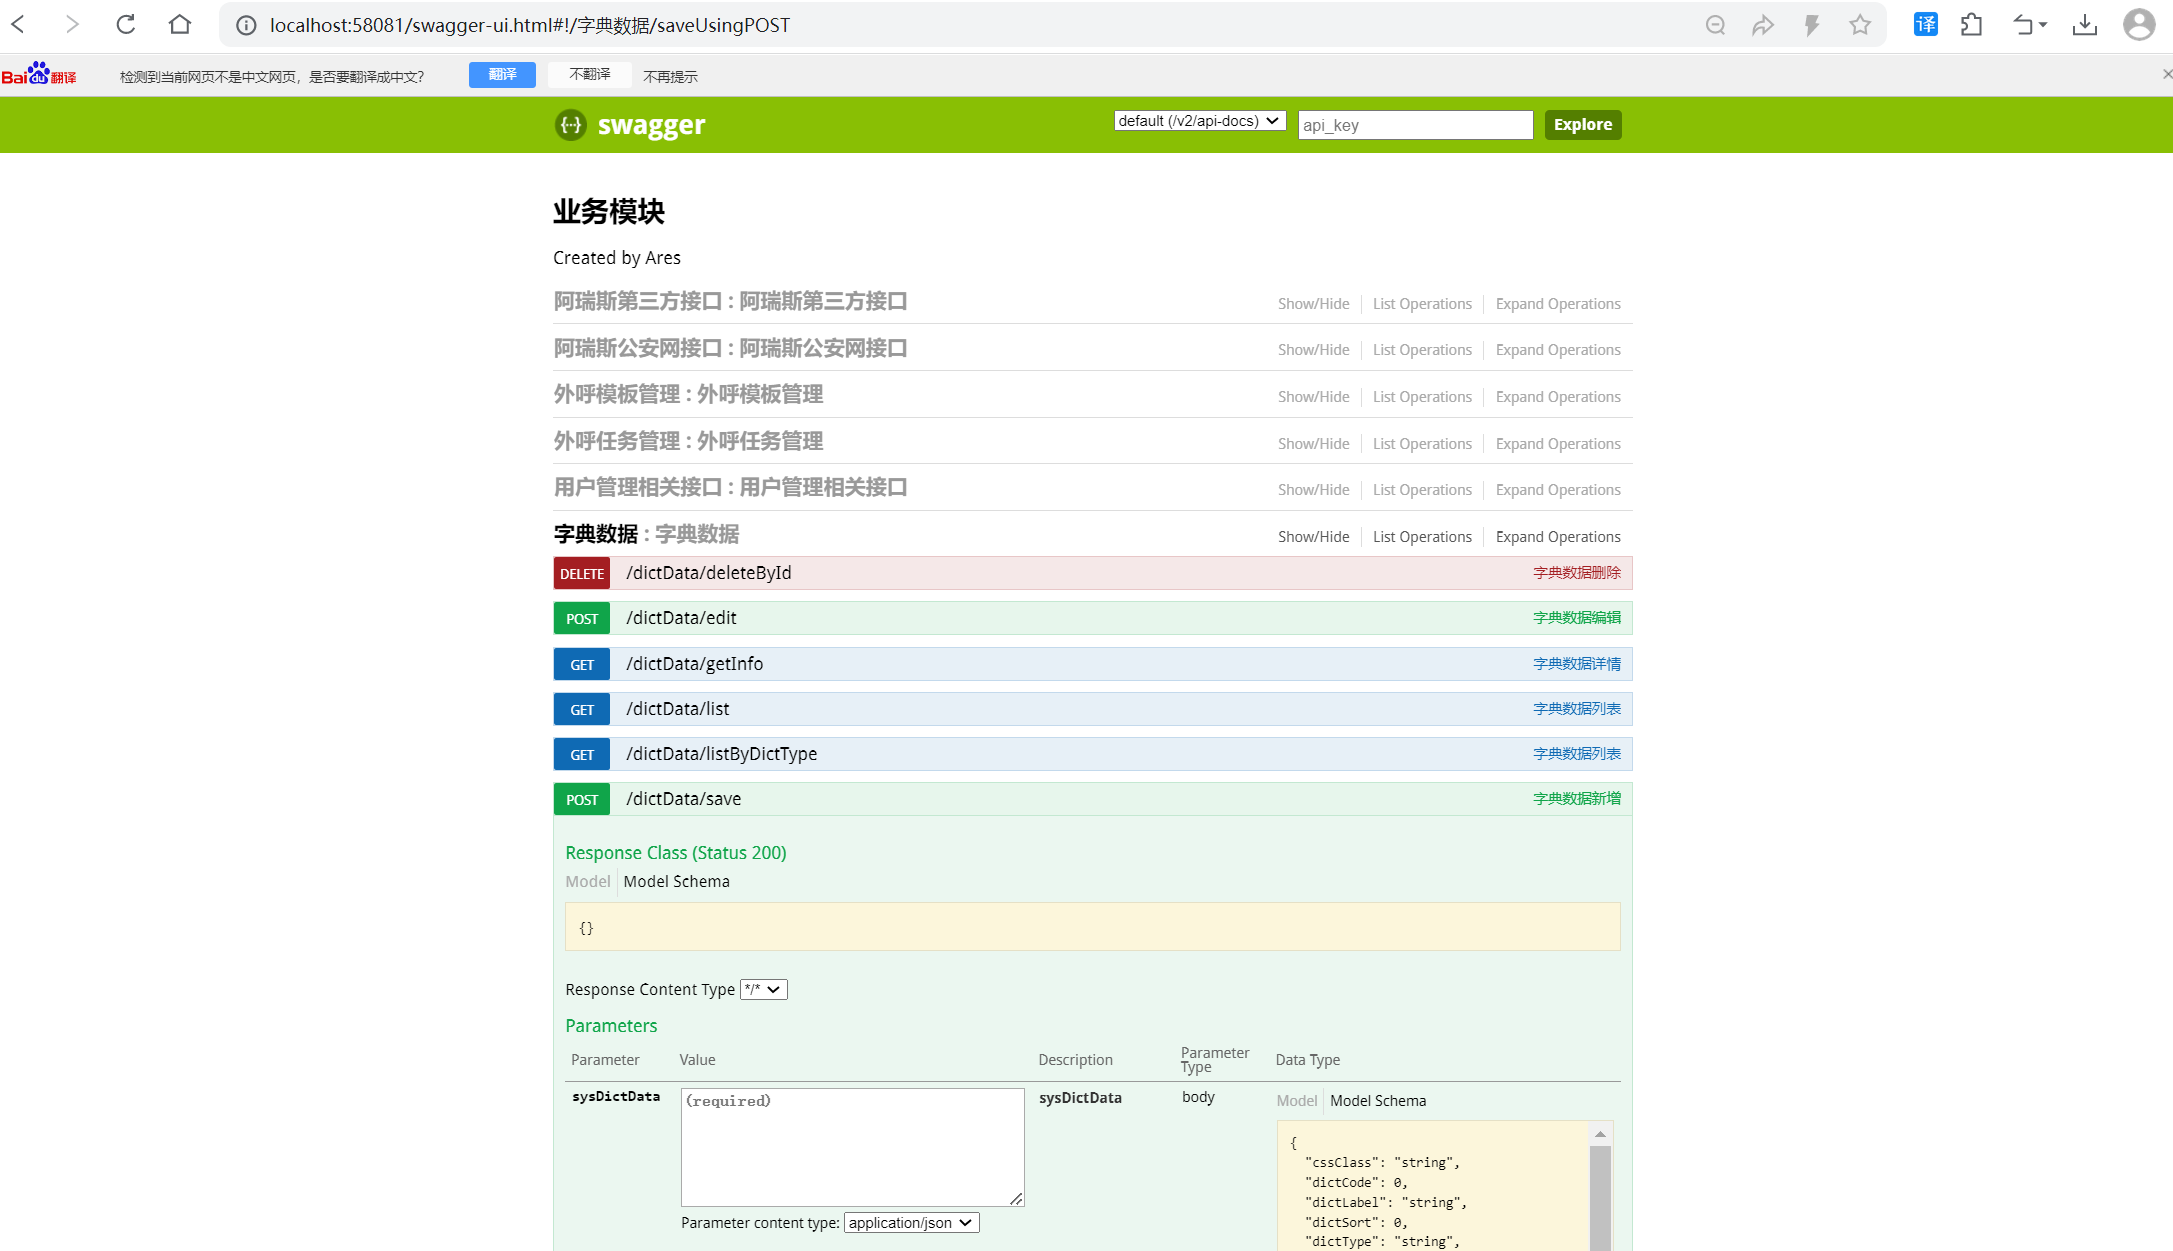 localhost:58081/swagger-ui.html#!/字典数据/saveUsingPOST
译
Bai du 翻译 检测到当前网页不是中文网页，是否要翻译成中文? 翻译 不翻译 不再提示
{···} swagger default (/v2/api-docs) api_key Explore
业务模块
Created by Ares
阿瑞斯第三方接口 : 阿瑞斯第三方接口 Show/Hide List Operations Expand Operations
阿瑞斯公安网接口 : 阿瑞斯公安网接口 Show/Hide List Operations Expand Operations
外呼模板管理 : 外呼模板管理 Show/Hide List Operations Expand Operations
外呼任务管理 : 外呼任务管理 Show/Hide List Operations Expand Operations
用户管理相关接口 : 用户管理相关接口 Show/Hide List Operations Expand Operations
字典数据 : 字典数据 Show/Hide List Operations Expand Operations
DELETE /dictData/deleteById 字典数据删除
POST /dictData/edit 字典数据编辑
GET /dictData/getInfo 字典数据详情
GET /dictData/list 字典数据列表
GET /dictData/listByDictType 字典数据列表
POST /dictData/save 字典数据新增
Response Class (Status 200)
Model Model Schema
{}
Response Content Type */*
Parameters
Parameter Value Description Parameter Type Data Type
sysDictData (required) sysDictData body Model Model Schema
{
"cssClass": "string",
"dictCode": 0,
"dictLabel": "string",
"dictSort": 0,
"dictType": "string",
Parameter content type: application/json